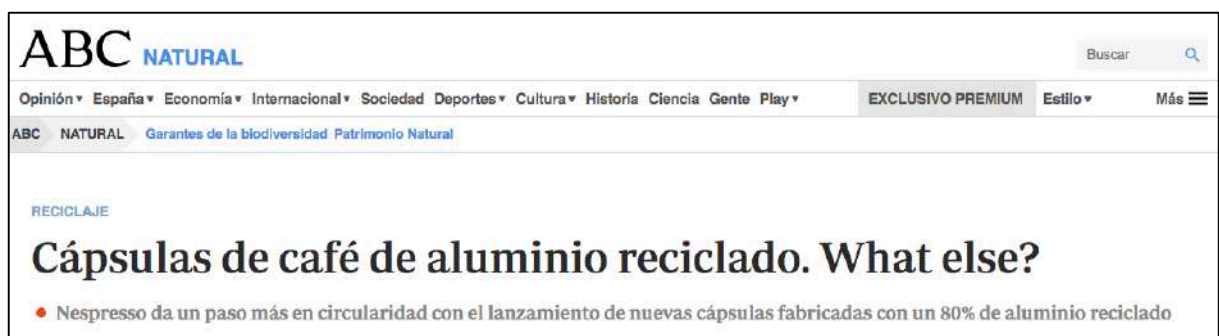 ABC NATURAL
Buscar
Opinión España Economía Internacional Sociedad Deportes Cultura Historia Ciencia Gente Play EXCLUSIVO PREMIUM Estilo Más
ABC NATURAL Garantes de la biodiversidad Patrimonio Natural
RECICLAJE
Cápsulas de café de aluminio reciclado. What else?
• Nespresso da un paso más en circularidad con el lanzamiento de nuevas cápsulas fabricadas con un 80% de aluminio reciclado